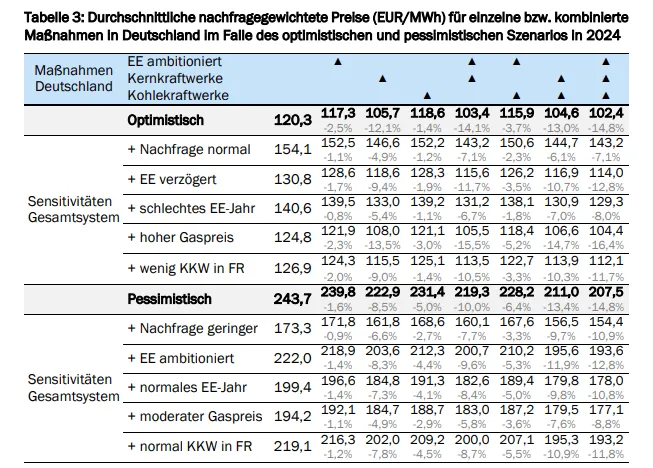 Tabelle 3: Durchschnittliche nachfragegewichtete Preise (EUR/MWh) für einzelne bzw. kombinierte
Maßnahmen in Deutschland im Falle des optimistischen und pessimistischen Szenarios in 2024
Maßnahmen Deutschland EE ambitioniert ▲ ▲ ▲ ▲
Kernkraftwerke ▲ ▲ ▲ ▲
Kohlekraftwerke ▲ ▲ ▲ ▲
Optimistisch 120,3 117,3 105,7 118,6 103,4 115,9 104,6 102,4
-2,5% -12,1% -1,4% -14,1% -3,7% -13,0% -14,8%
Sensitivitäten Gesamtsystem
+ Nachfrage normal 154,1 152,5 146,6 152,2 143,2 150,6 144,7 143,2
-1,1% -4,9% -1,2% -7,1% -2,3% -6,1% -7,1%
+ EE verzögert 130,8 128,6 118,6 128,3 115,6 126,2 116,9 114,0
-1,7% -9,4% -1,9% -11,7% -3,5% -10,7% -12,8%
+ schlechtes EE-Jahr 140,6 139,5 133,0 139,2 131,2 138,1 130,9 129,3
-0,8% -5,4% -1,1% -6,7% -1,8% -7,0% -8,0%
+ hoher Gaspreis 124,8 121,9 108,0 121,1 105,5 118,4 106,6 104,4
-2,3% -13,5% -3,0% -15,5% -5,2% -14,7% -16,4%
+ wenig KKW in FR 126,9 124,3 115,5 125,1 113,5 122,7 113,9 112,1
-2,0% -9,0% -1,4% -10,5% -3,3% -10,3% -11,7%
Pessimistisch 243,7 239,8 222,9 231,4 219,3 228,2 211,0 207,5
-1,6% -8,5% -5,0% -10,0% -6,4% -13,4% -14,8%
Sensitivitäten Gesamtsystem
+ Nachfrage geringer 173,3 171,8 161,8 168,6 160,1 167,6 156,5 154,4
-0,9% -6,6% -2,7% -7,7% -3,3% -9,7% -10,9%
+ EE ambitioniert 222,0 218,9 203,6 212,3 200,7 210,2 195,6 193,6
-1,4% -8,3% -4,4% -9,6% -5,3% -11,9% -12,8%
+ normales EE-Jahr 199,4 196,6 184,8 191,3 182,6 189,4 179,8 178,0
-1,4% -7,3% -4,1% -8,4% -5,0% -9,8% -10,8%
+ moderater Gaspreis 194,2 192,1 184,7 188,7 183,0 187,2 179,5 177,1
-1,1% -4,9% -2,9% -5,8% -3,6% -7,6% -8,8%
+ normal KKW in FR 219,1 216,3 202,0 209,2 200,0 207,1 195,3 193,2
-1,2% -7,8% -4,5% -8,7% -5,5% -10,9% -11,8%